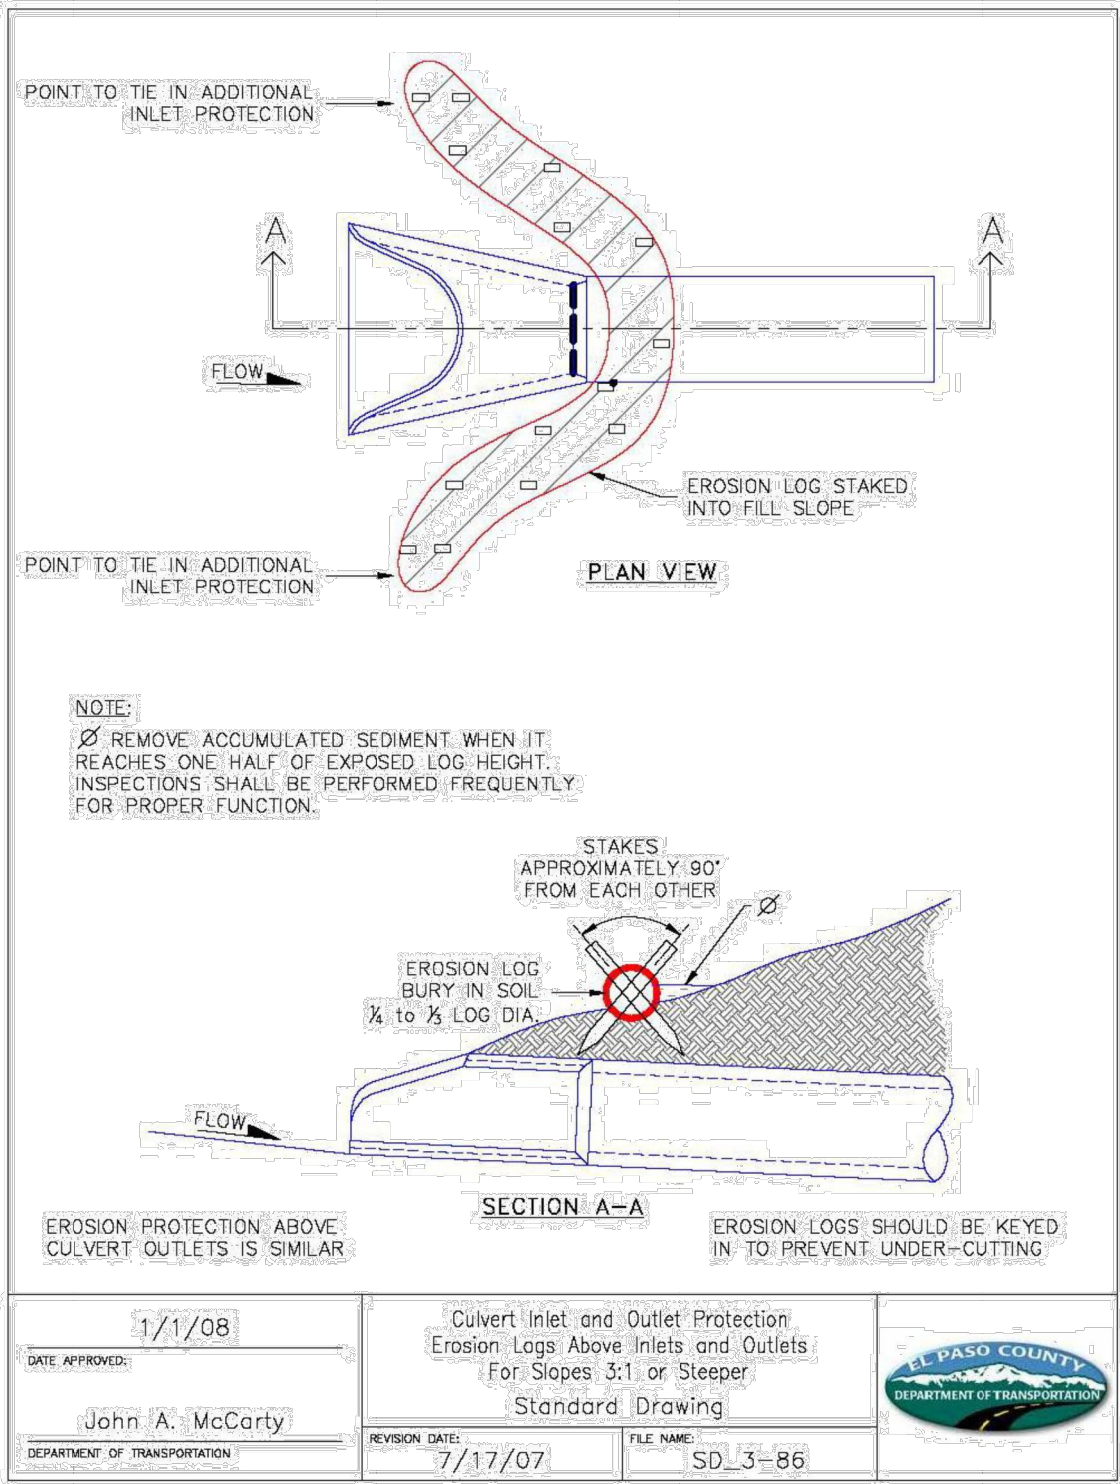 POINT TO TIE IN ADDITIONAL
INLET PROTECTION
A
A
FLOW
EROSION LOG STAKED
INTO FILL SLOPE
POINT TO TIE IN ADDITIONAL
INLET PROTECTION
PLAN VIEW
NOTE:
Ø REMOVE ACCUMULATED SEDIMENT WHEN IT
REACHES ONE HALF OF EXPOSED LOG HEIGHT.
INSPECTIONS SHALL BE PERFORMED FREQUENTLY
FOR PROPER FUNCTION.
STAKES
APPROXIMATELY 90°
FROM EACH OTHER
Ø
EROSION LOG
BURY IN SOIL
¼ to ⅓ LOG DIA.
FLOW
SECTION A-A
EROSION PROTECTION ABOVE
CULVERT OUTLETS IS SIMILAR
EROSION LOGS SHOULD BE KEYED
IN TO PREVENT UNDER-CUTTING
1/1/08
DATE APPROVED:
John A. McCarty
DEPARTMENT OF TRANSPORTATION
Culvert Inlet and Outlet Protection
Erosion Logs Above Inlets and Outlets
For Slopes 3:1 or Steeper
Standard Drawing
REVISION DATE:
7/17/07
FILE NAME:
SD_3-86
EL PASO COUNTY
DEPARTMENT OF TRANSPORTATION